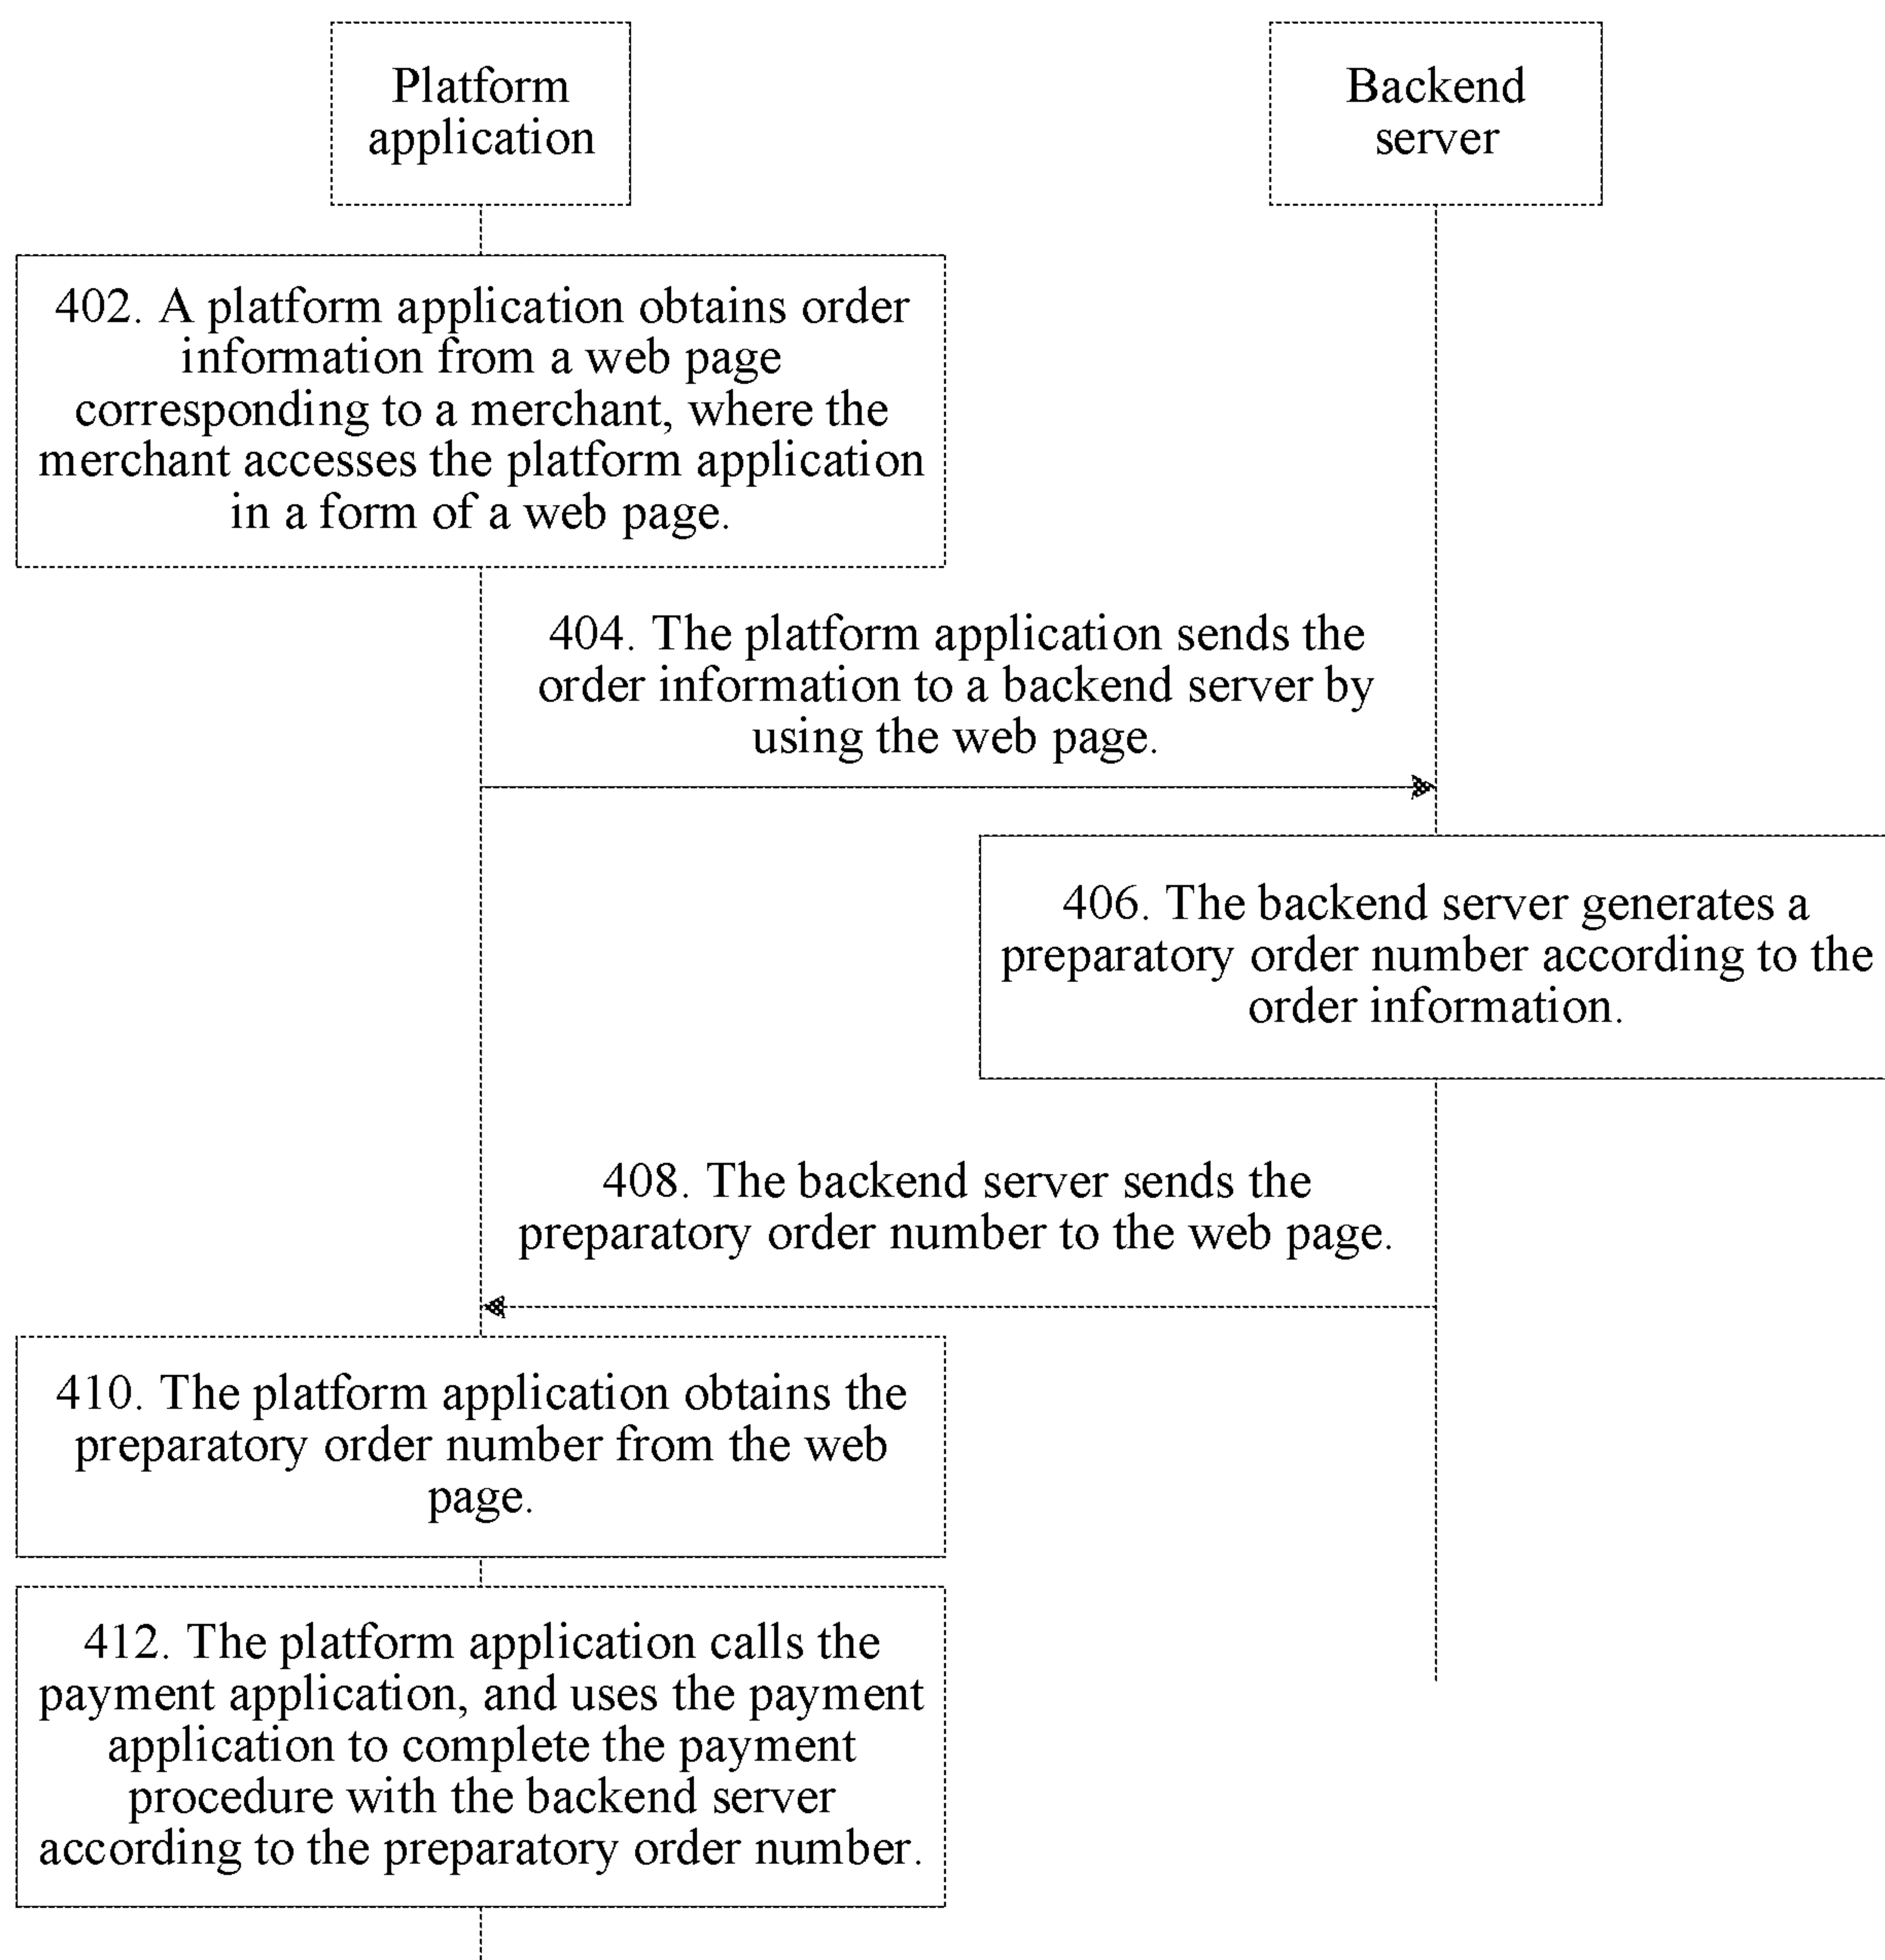 Platform
application
Backend
server
402. A platform application obtains order
information from a web page
corresponding to a merchant, where the
merchant accesses the platform application
in a form of a web page.
404. The platform application sends the
order information to a backend server by
using the web page.
406. The backend server generates a
preparatory order number according to the
order information.
408. The backend server sends the
preparatory order number to the web page.
410. The platform application obtains the
preparatory order number from the web
page.
412. The platform application calls the
payment application, and uses the payment
application to complete the payment
procedure with the backend server
according to the preparatory order number.